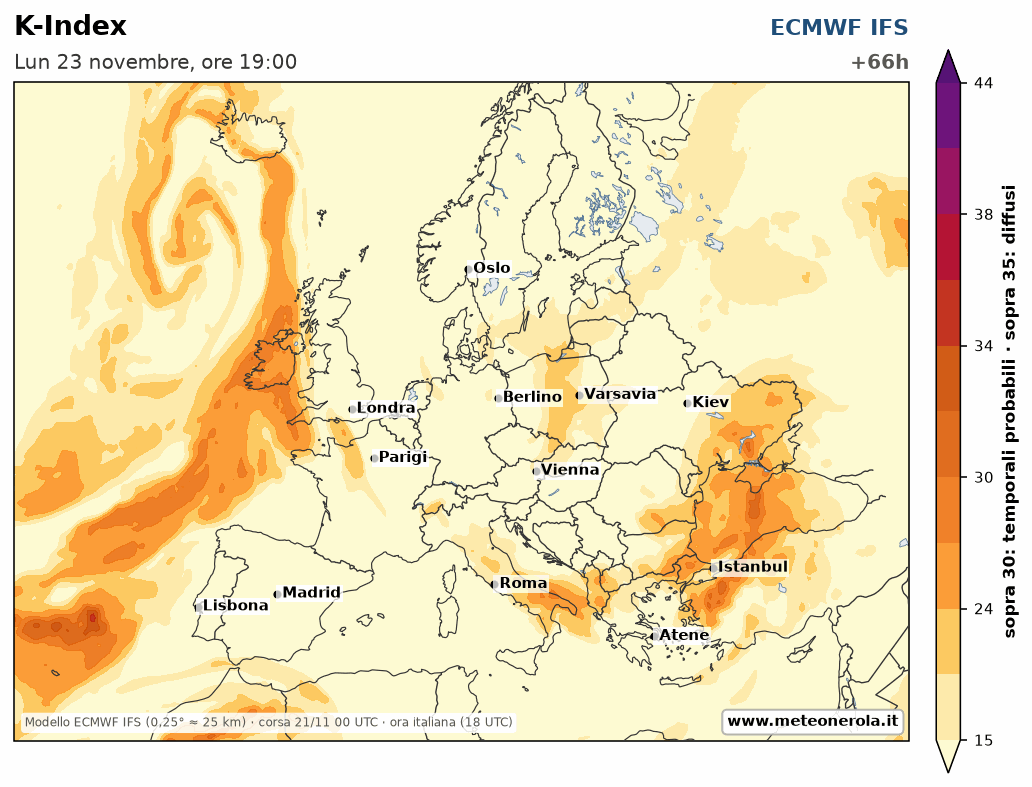 K-Index
ECMWF IFS
Lun 23 novembre, ore 19:00
+66h
44
38
34
30
24
15
sopra 30: temporali probabili · sopra 35: diffusi
Oslo
Berlino
Varsavia
Kiev
Londra
Parigi
Vienna
Istanbul
Roma
Madrid
Lisbona
Atene
Modello ECMWF IFS (0,25° ≈ 25 km) · corsa 21/11 00 UTC · ora italiana (18 UTC)
www.meteonerola.it